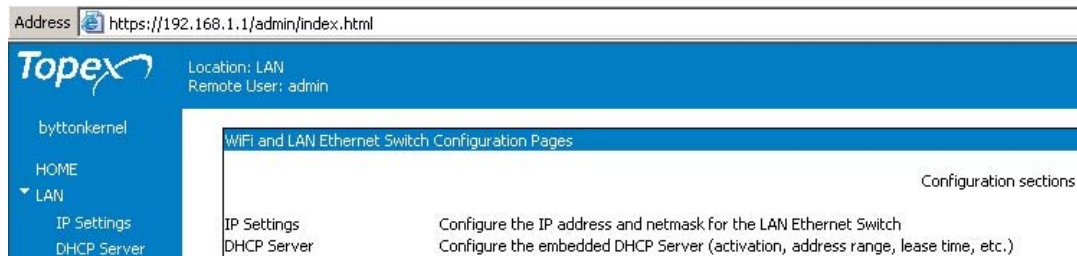 Address https://192.168.1.1/admin/index.html
Topex
Location: LAN
Remote User: admin
byttonkernel
HOME
LAN
IP Settings
DHCP Server
WiFi and LAN Ethernet Switch Configuration Pages
Configuration sections
IP Settings Configure the IP address and netmask for the LAN Ethernet Switch
DHCP Server Configure the embedded DHCP Server (activation, address range, lease time, etc.)